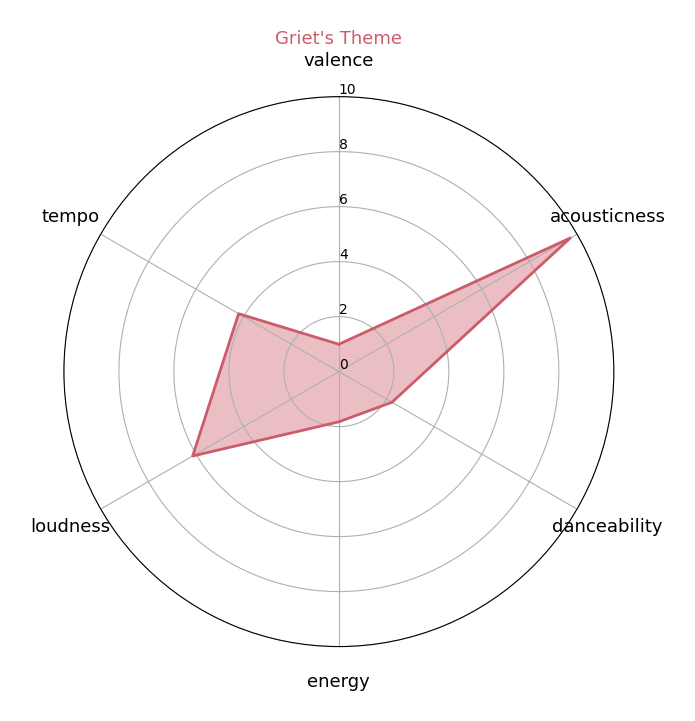 Griet's Theme
valence
10
8
6
4
2
0
tempo
acousticness
loudness
danceability
energy